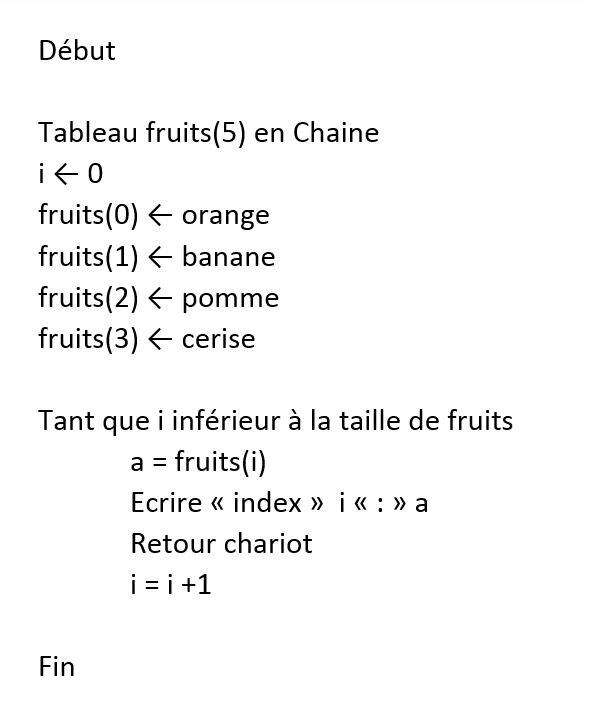 Début
Tableau fruits(5) en Chaine
i ← 0
fruits(0) ← orange
fruits(1) ← banane
fruits(2) ← pomme
fruits(3) ← cerise
Tant que i inférieur à la taille de fruits
a = fruits(i)
Ecrire « index »  i « : » a
Retour chariot
i = i +1
Fin